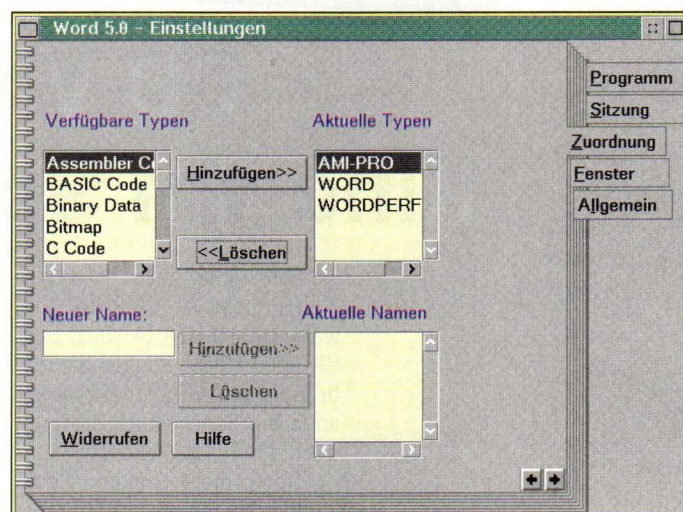 Word 5.0 - Einstellungen
Programm
Sitzung
Zuordnung
Fenster
Allgemein
Verfügbare Typen
Aktuelle Typen
Assembler C
BASIC Code
Binary Data
Bitmap
C Code
Hinzufügen>>
<<Löschen
AMI-PRO
WORD
WORDPERF
Neuer Name:
Aktuelle Namen
Hinzufügen>>
Löschen
Widerrufen
Hilfe